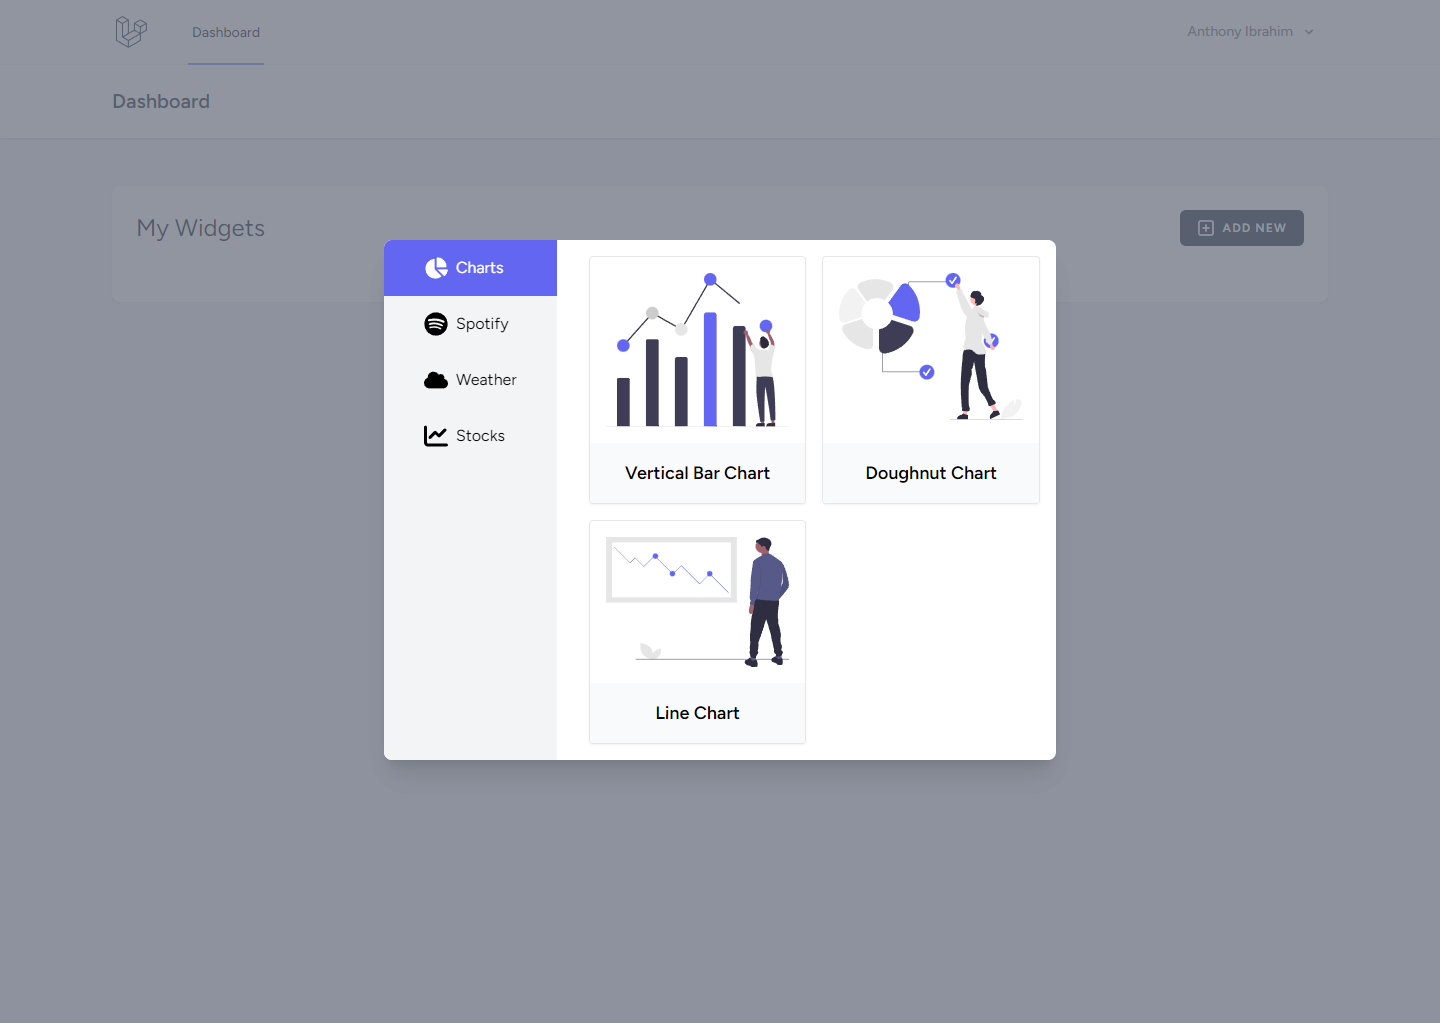 Dashboard
Anthony Ibrahim
Dashboard
My Widgets
ADD NEW
Charts
Spotify
Weather
Stocks
Vertical Bar Chart
Doughnut Chart
Line Chart